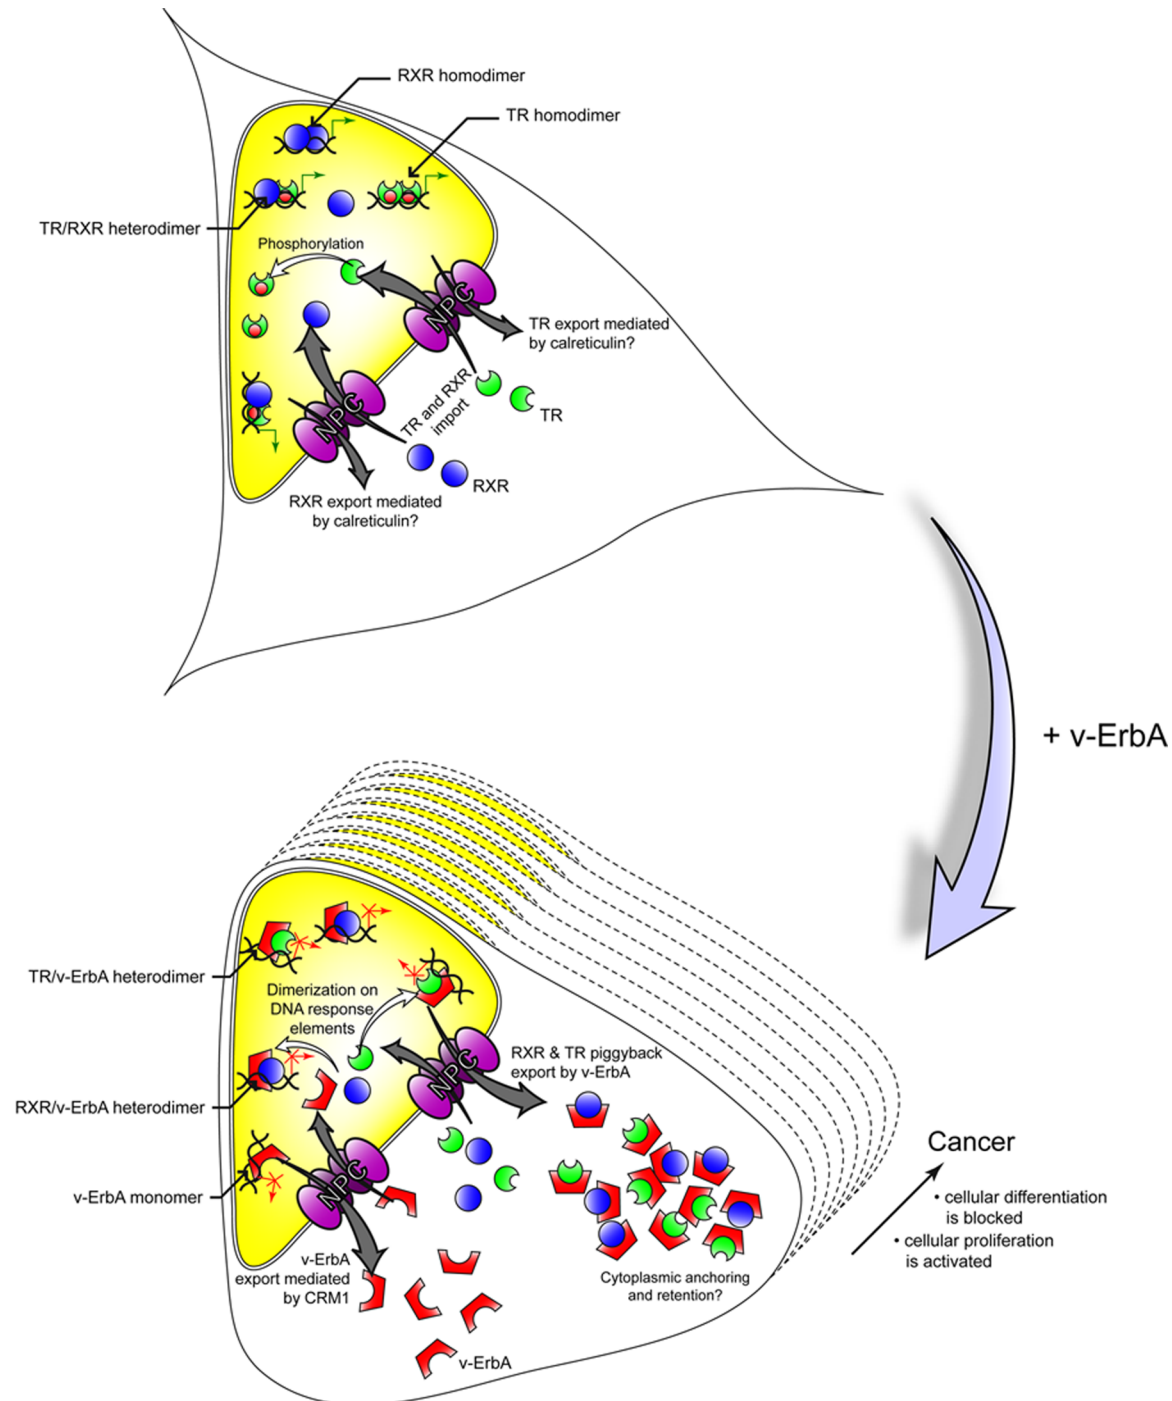 RXR homodimer
TR homodimer
TR/RXR heterodimer
Phosphorylation
NPC
TR export mediated
by calreticulin?
TR and RXR
import
TR
NPC
RXR
RXR export mediated
by calreticulin?
+ v-ErbA
TR/v-ErbA heterodimer
Dimerization on
DNA response
elements
RXR & TR piggyback
export by v-ErbA
NPC
RXR/v-ErbA heterodimer
Cancer
• cellular differentiation
is blocked
• cellular proliferation
is activated
v-ErbA monomer
NPC
v-ErbA
export mediated
by CRM1
Cytoplasmic anchoring
and retention?
v-ErbA